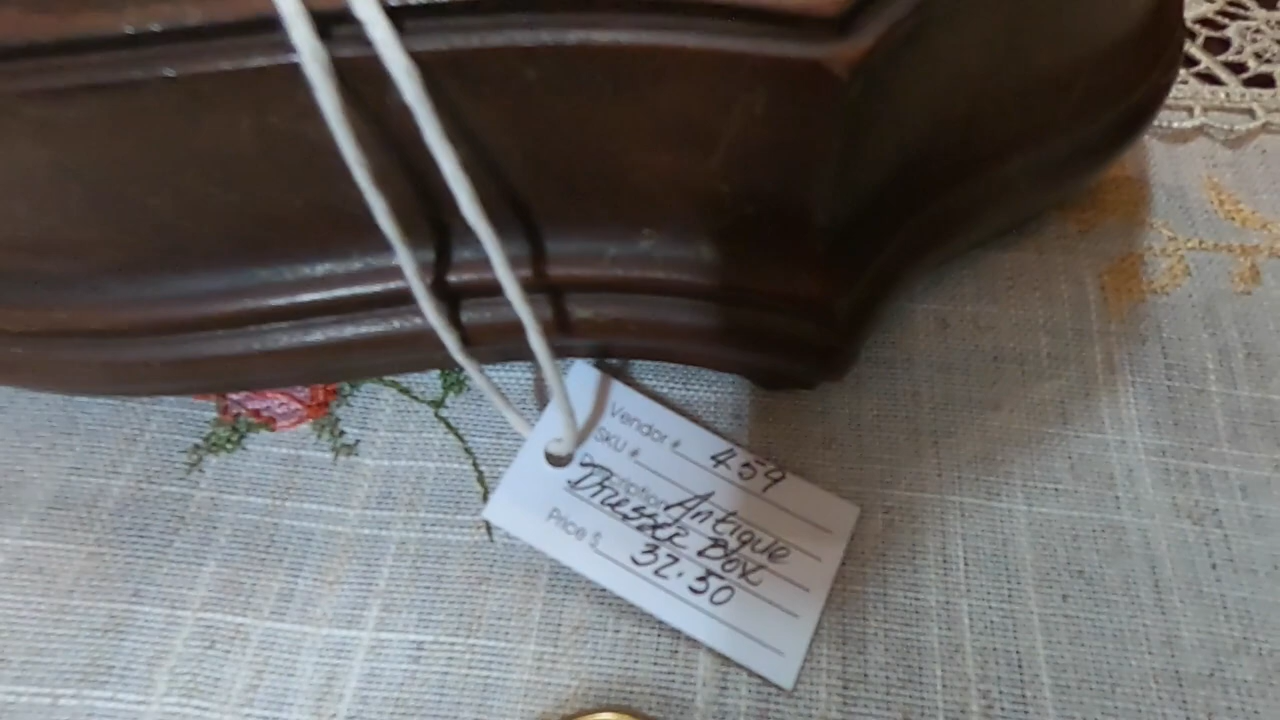 Vendor # 459
SKU #
Description Antique
Dresser Box
Price $ 32.50